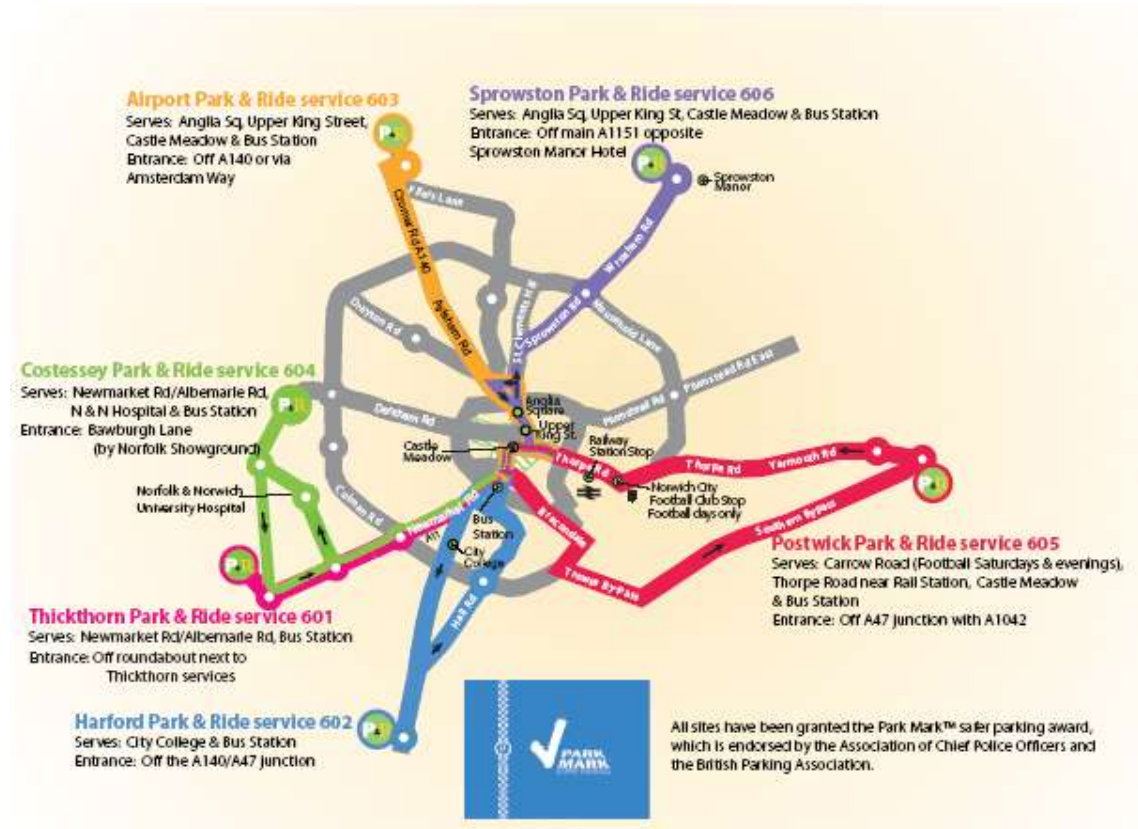 Airport Park & Ride service 603
Serves: Anglia Sq, Upper King Street,
Castle Meadow & Bus Station
Entrance: Off A140 or via
Amsterdam Way
Sprowston Park & Ride service 606
Serves: Anglia Sq, Upper King St, Castle Meadow & Bus Station
Entrance: Off main A1151 opposite
Sprowston Manor Hotel
Sprowston
Manor
Lane
Cromer Rd A140
Aylsham Rd
Drayton Rd
St Clements Hill
Sprowston Rd
Wroxham Rd
Mousehold Lane
Plumstead Rd East
Plumstead Rd
Dereham Rd
Anglia
Square
Upper
King St.
Castle
Meadow
Railway
Station Stop
Thorpe Rd
Thorpe Rd
Yarmouth Rd
Norwich City
Football Club Stop
Football days only
Costessey Park & Ride service 604
Serves: Newmarket Rd/Albemarle Rd,
N & N Hospital & Bus Station
Entrance: Bawburgh Lane
(by Norfolk Showground)
Norfolk & Norwich
University Hospital
Colman Rd
Newmarket Rd
A11
Bus
Station
City
College
Hall Rd
Bracondale
Trowse ByPass
Southern Bypass
Postwick Park & Ride service 605
Serves: Carrow Road (Football Saturdays & evenings),
Thorpe Road near Rail Station, Castle Meadow
& Bus Station
Entrance: Off A47 junction with A1042
Thickthorn Park & Ride service 601
Serves: Newmarket Rd/Albemarle Rd, Bus Station
Entrance: Off roundabout next to
Thickthorn services
Harford Park & Ride service 602
Serves: City College & Bus Station
Entrance: Off the A140/A47 junction
PARK
MARK
All sites have been granted the Park Mark™ safer parking award,
which is endorsed by the Association of Chief Police Officers and
the British Parking Association.